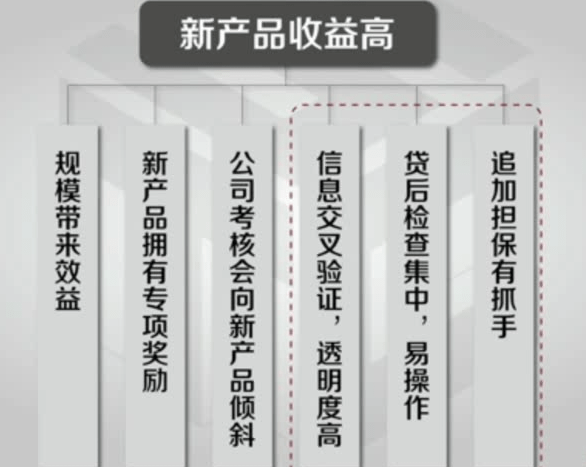 新产品收益高
规模带来效益
新产品拥有专项奖励
公司考核会向新产品倾斜
信息交叉验证，透明度高
贷后检查集中，易操作
追加担保有抓手